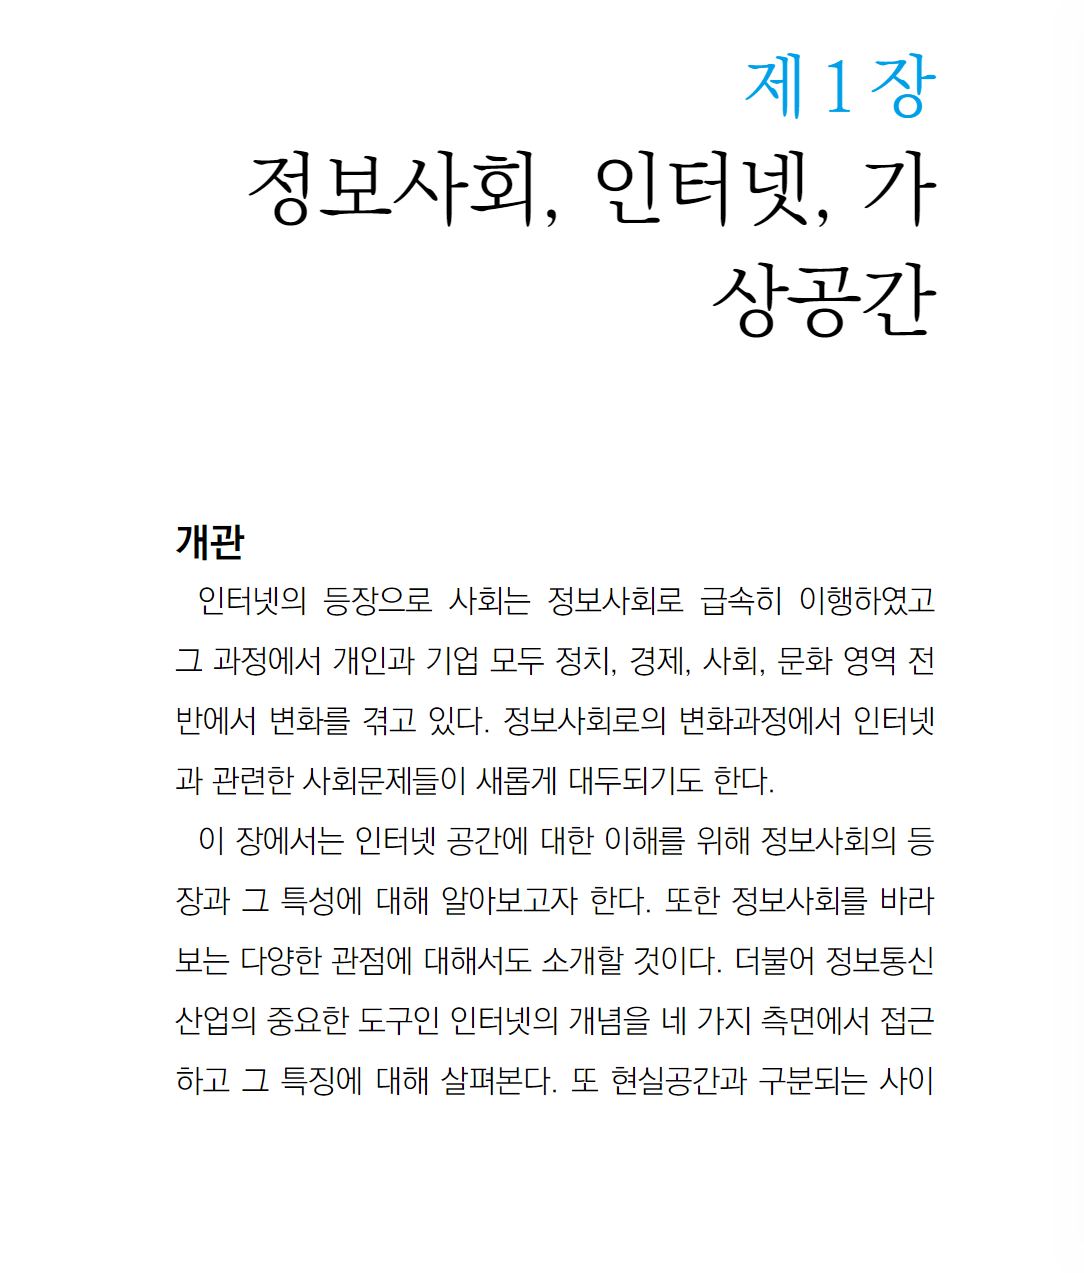 제 1 장
정보사회, 인터넷, 가
상공간
개관
인터넷의 등장으로 사회는 정보사회로 급속히 이행하였고
그 과정에서 개인과 기업 모두 정치, 경제, 사회, 문화 영역 전
반에서 변화를 겪고 있다. 정보사회로의 변화과정에서 인터넷
과 관련한 사회문제들이 새롭게 대두되기도 한다.
이 장에서는 인터넷 공간에 대한 이해를 위해 정보사회의 등
장과 그 특성에 대해 알아보고자 한다. 또한 정보사회를 바라
보는 다양한 관점에 대해서도 소개할 것이다. 더불어 정보통신
산업의 중요한 도구인 인터넷의 개념을 네 가지 측면에서 접근
하고 그 특징에 대해 살펴본다. 또 현실공간과 구분되는 사이